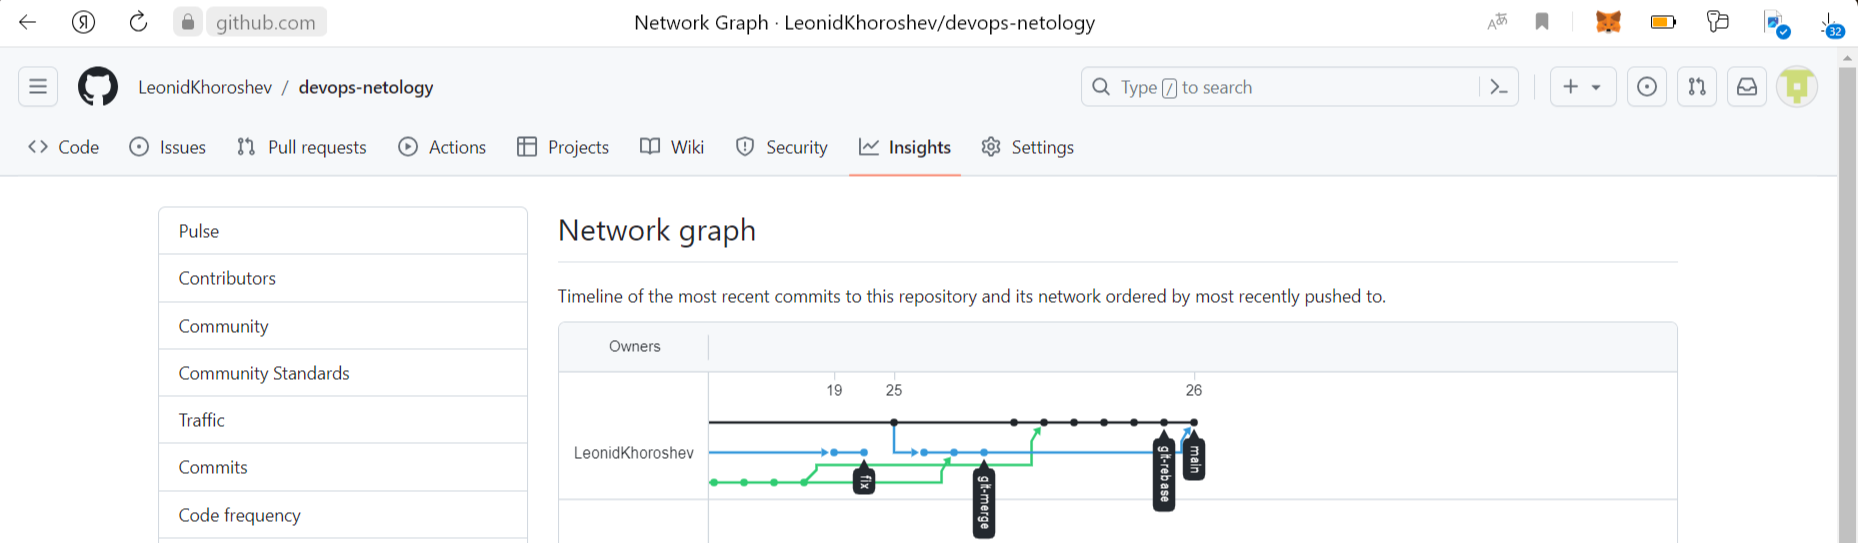 Я github.com Network Graph · LeonidKhoroshev/devops-netology 32
LeonidKhoroshev / devops-netology Type / to search
Code Issues Pull requests Actions Projects Wiki Security Insights Settings
Pulse
Contributors
Community
Community Standards
Traffic
Commits
Code frequency
Network graph
Timeline of the most recent commits to this repository and its network ordered by most recently pushed to.
Owners
19 25 26
LeonidKhoroshev
fix
git-merge
git-rebase
main